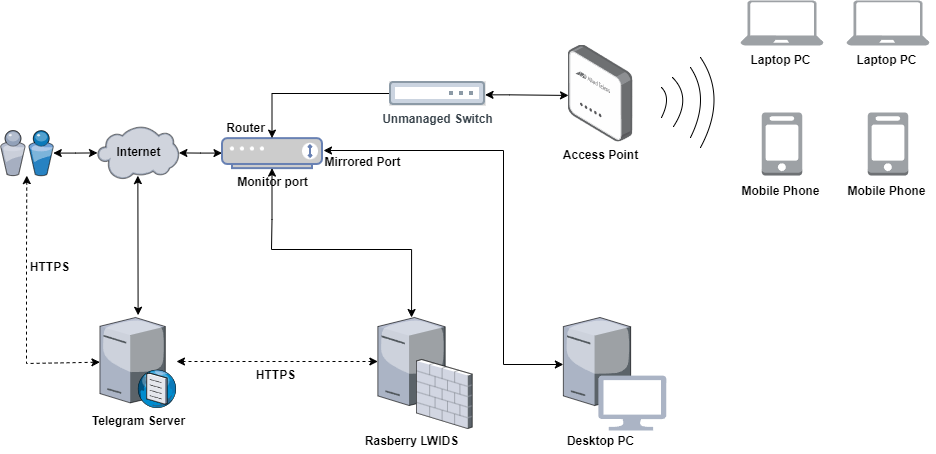 Laptop PC
Laptop PC
Unmanaged Switch
Router
Internet
Mirrored Port
Access Point
Monitor port
Mobile Phone
Mobile Phone
HTTPS
HTTPS
Telegram Server
Rasberry LWIDS
Desktop PC